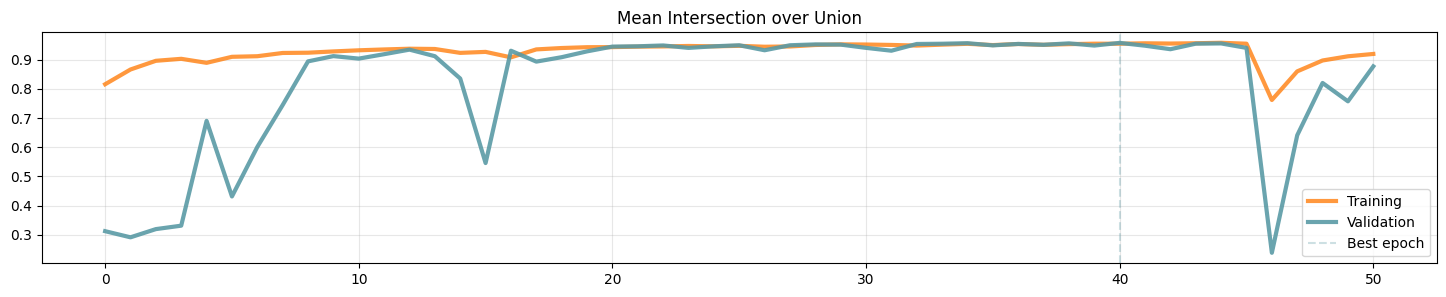 Mean Intersection over Union
0.9
0.8
0.7
0.6
0.5
0.4
0.3
0 10 20 30 40 50
Training
Validation
Best epoch